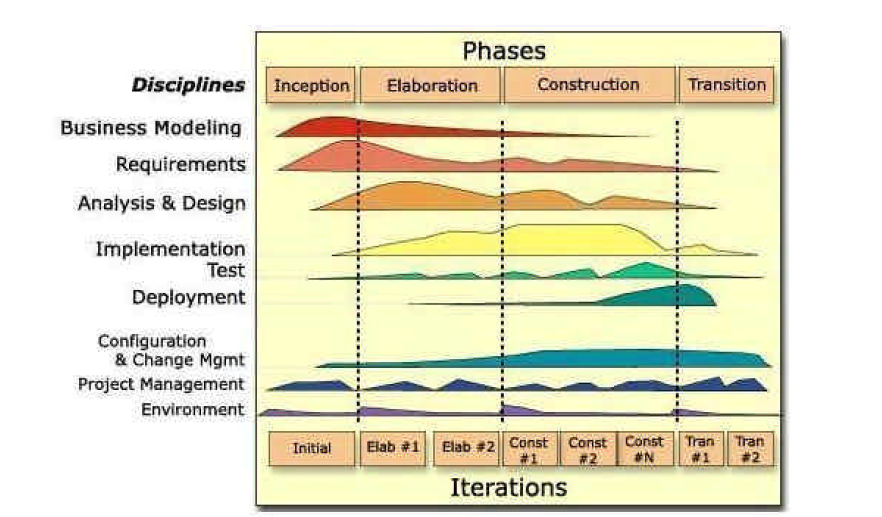 Phases
Disciplines
Inception
Elaboration
Construction
Transition
Business Modeling
Requirements
Analysis & Design
Implementation
Test
Deployment
Configuration
& Change Mgmt
Project Management
Environment
Initial
Elab #1
Elab #2
Const
#1
Const
#2
Const
#N
Tran
#1
Tran
#2
Iterations